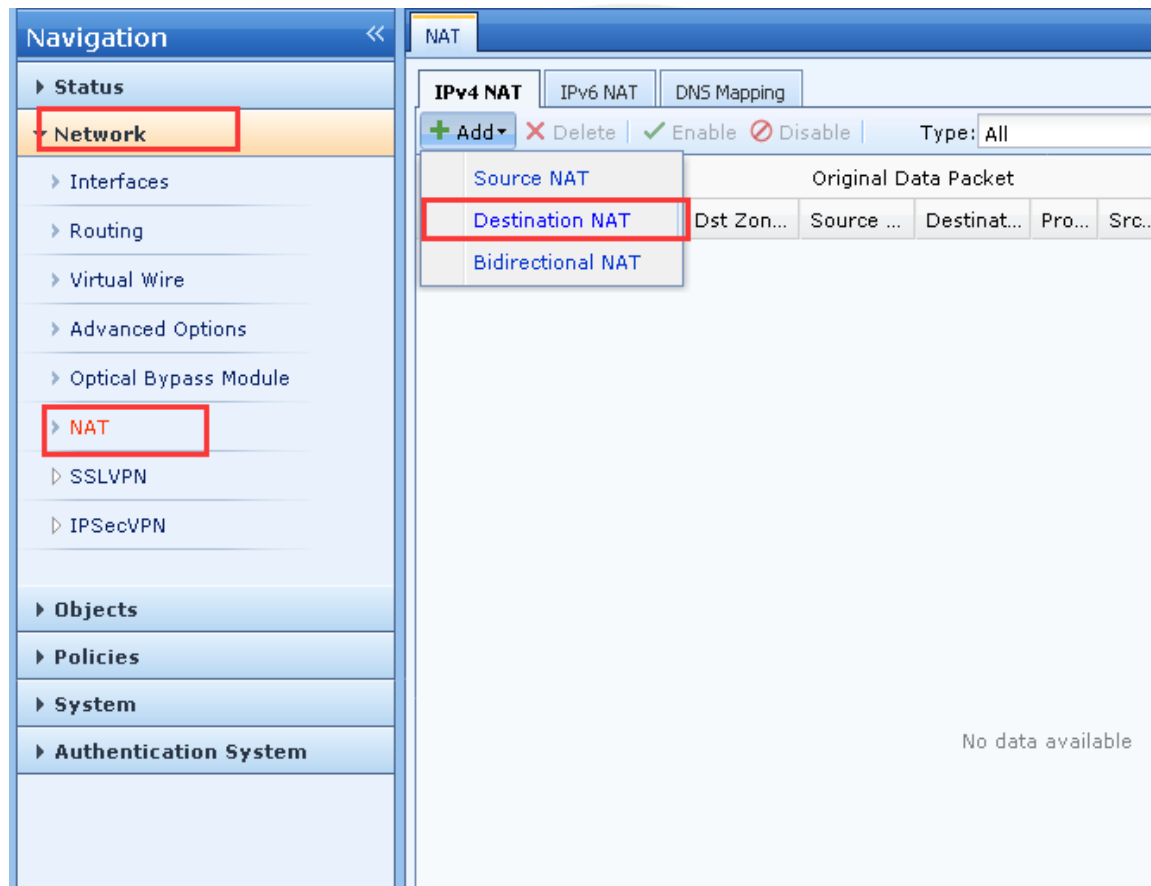 Navigation
Status
Network
Interfaces
Routing
Virtual Wire
Advanced Options
Optical Bypass Module
NAT
SSLVPN
IPSecVPN
Objects
Policies
System
Authentication System
NAT
IPv4 NAT IPv6 NAT DNS Mapping
Add Delete Enable Disable Type: All
Source NAT
Destination NAT
Bidirectional NAT
Original Data Packet
Dst Zon... Source ... Destinat... Pro... Src..
No data available